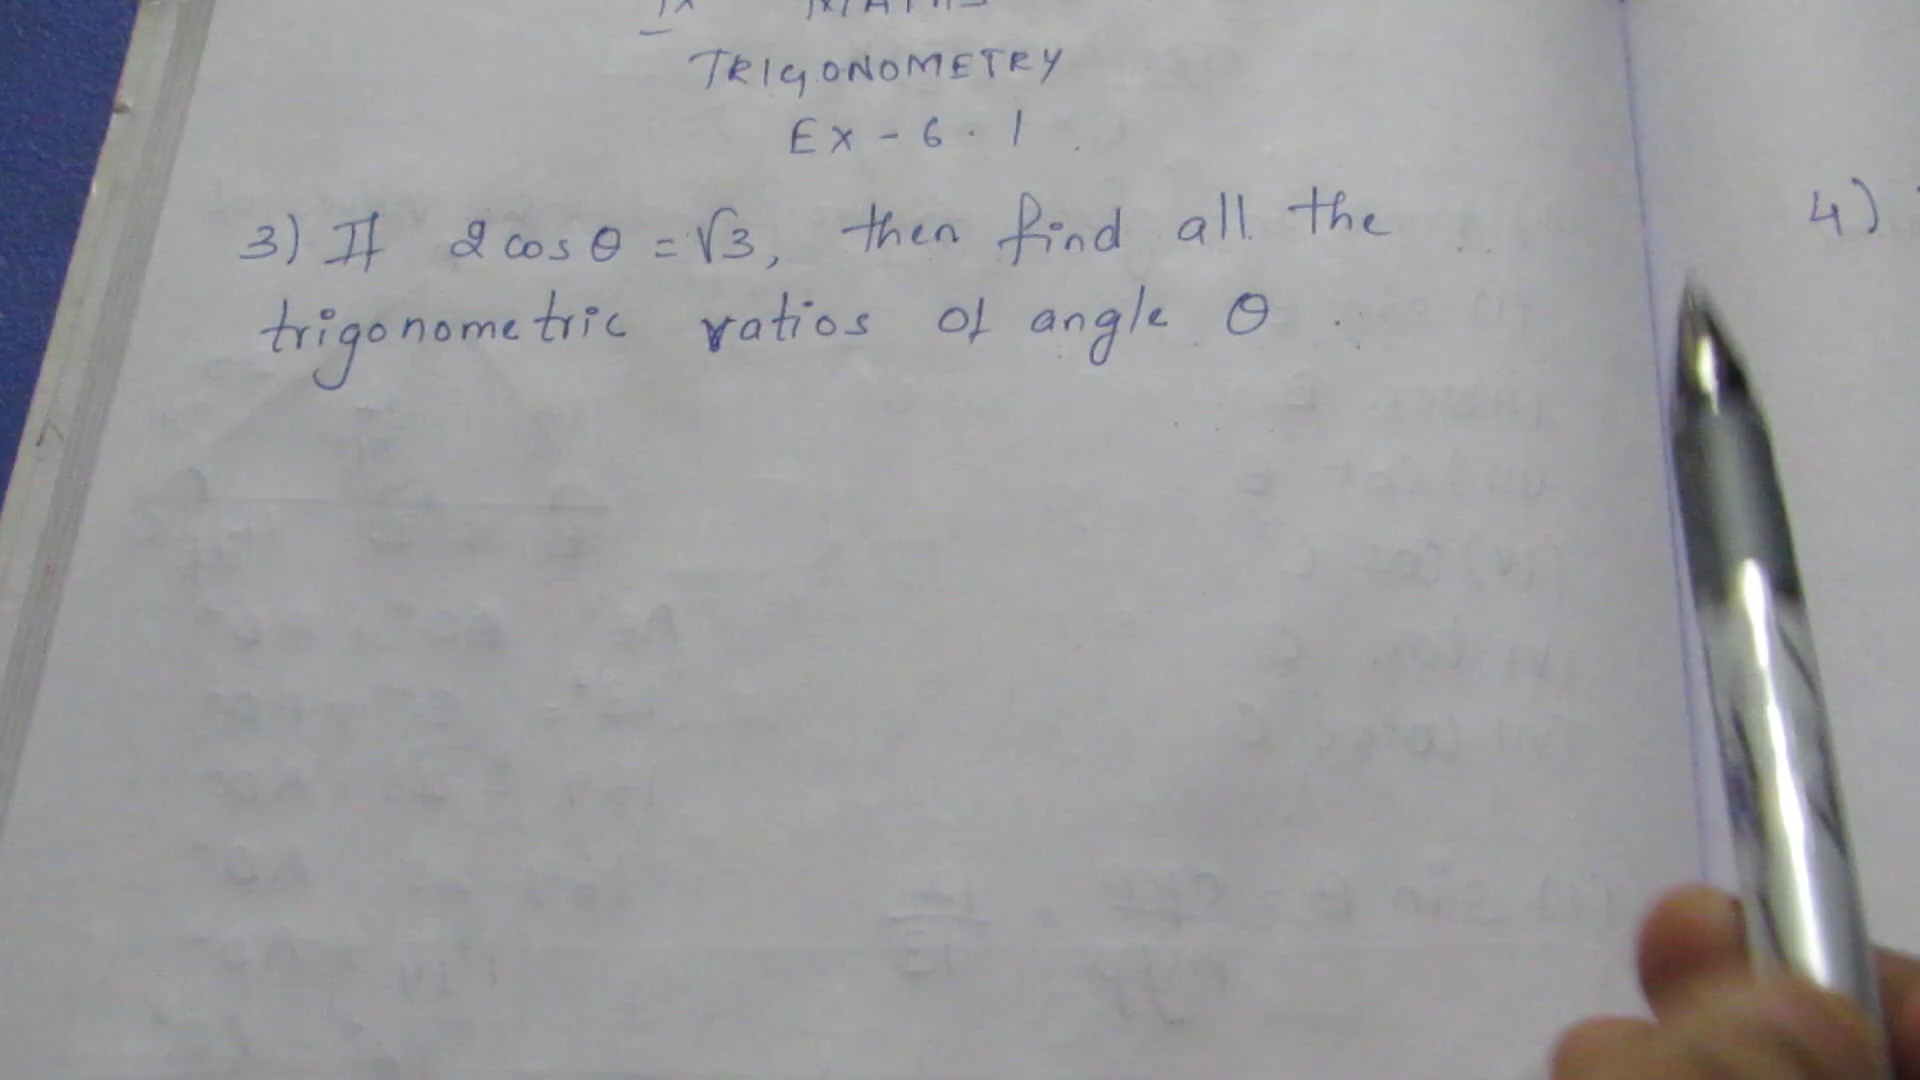 TRIGONOMETRY
Ex - 6.1
3) If 2 cos θ = √3, then find all the
trigonometric ratios of angle θ.
4)